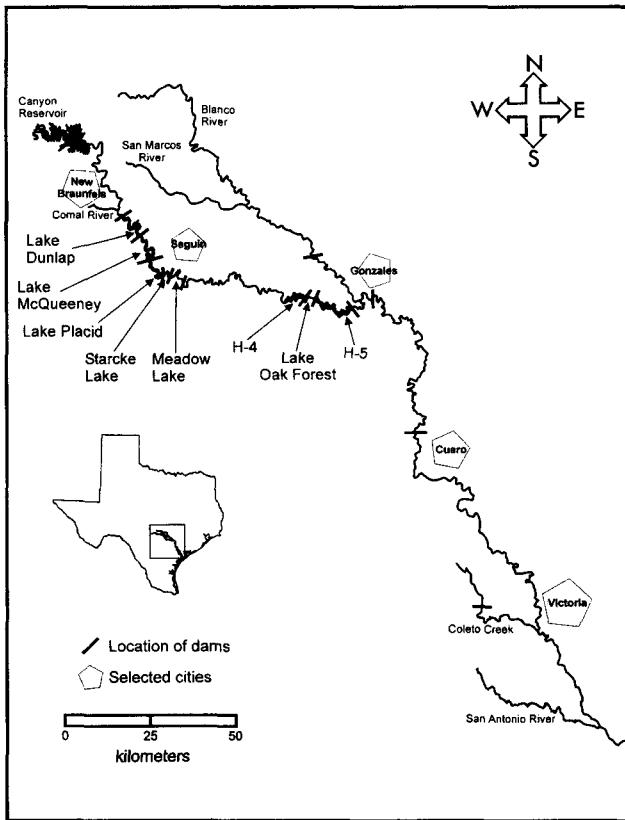 N
W
E
S
Canyon
Reservoir
Blanco
River
San Marcos
River
New
Braunfels
Comal River
Seguin
Lake
Dunlap
Lake
McQueeney
Lake Placid
Starcke
Lake
Meadow
Lake
H-4
Lake
Oak Forest
H-5
Gonzales
Cuero
Victoria
Coleto Creek
San Antonio River
Location of dams
Selected cities
0
25
50
kilometers